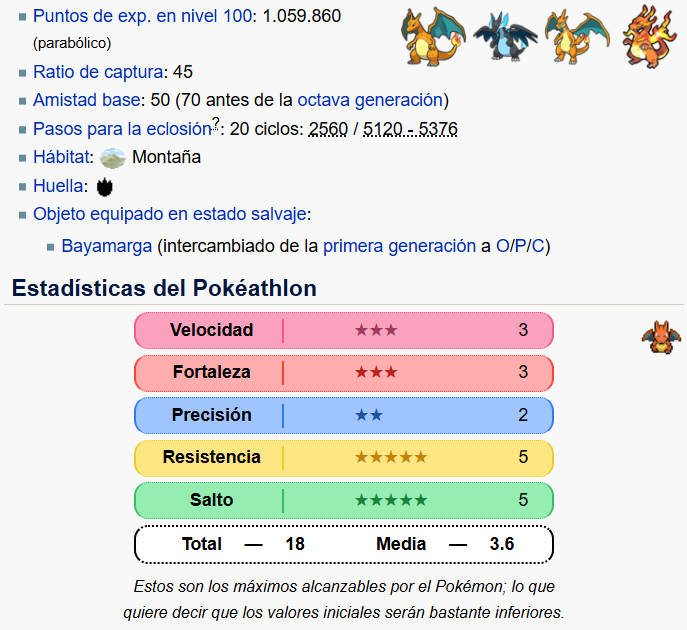 Puntos de exp. en nivel 100: 1.059.860
(parabólico)
Ratio de captura: 45
Amistad base: 50 (70 antes de la octava generación)
Pasos para la eclosión?: 20 ciclos: 2560 / 5120 - 5376
Hábitat: Montaña
Huella:
Objeto equipado en estado salvaje:
Bayamarga (intercambiado de la primera generación a O/P/C)
Estadísticas del Pokéathlon
Velocidad ★★★ 3
Fortaleza ★★★ 3
Precisión ★★ 2
Resistencia ★★★★★ 5
Salto ★★★★★ 5
Total — 18 Media — 3.6
Estos son los máximos alcanzables por el Pokémon; lo que
quiere decir que los valores iniciales serán bastante inferiores.